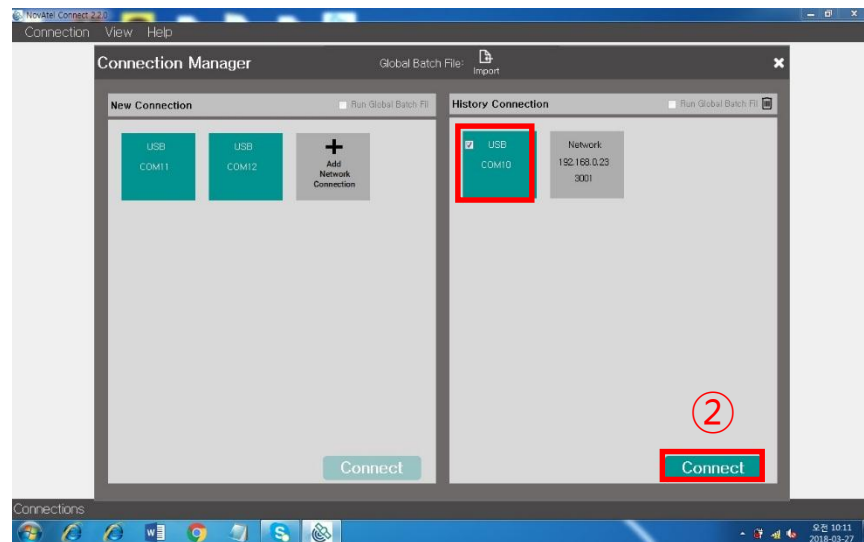 NovAtel Connect 2.2.0
Connection View Help
Connection Manager
Global Batch File:
Import
New Connection
Run Global Batch Fil
USB
COM11
USB
COM12
Add
Network
Connection
Connect
History Connection
Run Global Batch Fil
USB
COM10
Network
192.168.0.23
3001
②
Connect
Connections
오전 10:11
2018-03-27